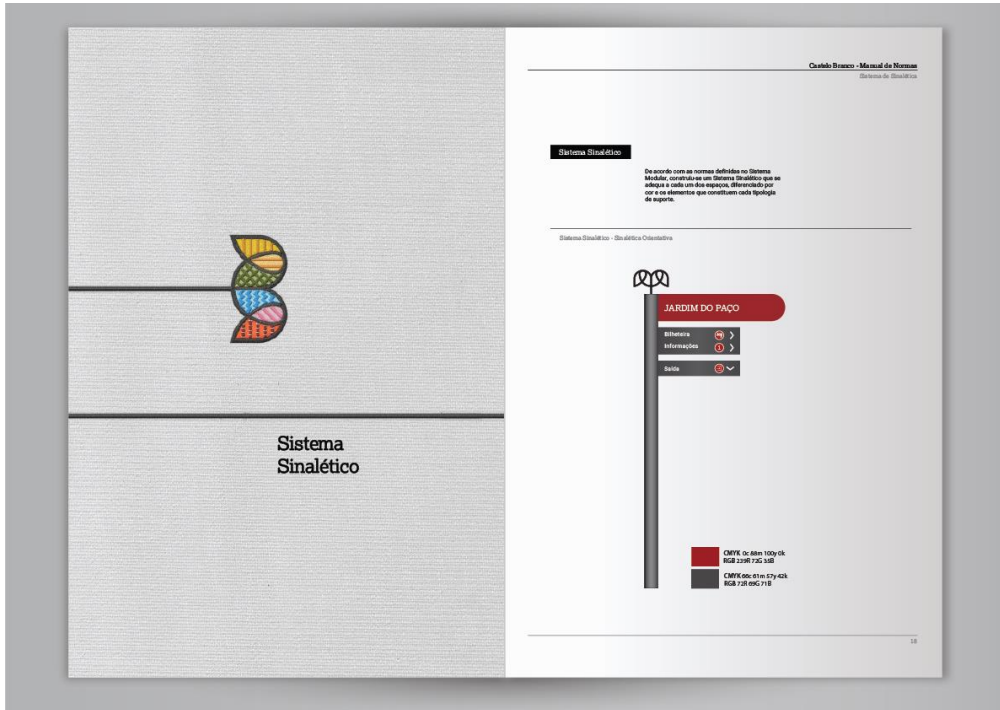 Sistema
Sinalético
Castelo Branco - Manual de Normas
Sistema de Sinalética
Sistema Sinalético
De acordo com as normas definidas no Sistema
Modular, construiu-se um Sistema Sinalético que se
adequa a cada um dos espaços, diferenciado por
cor e os elementos que constituem cada tipologia
de suporte.
Sistema Sinalético - Sinalética Orientativa
JARDIM DO PAÇO
Bilheteira
Informações
Saída
CMYK 0c 88m 100y 0k
RGB 239R 72G 35B
CMYK 66c 61m 57y 42k
RGB 72R 69G 71B
18